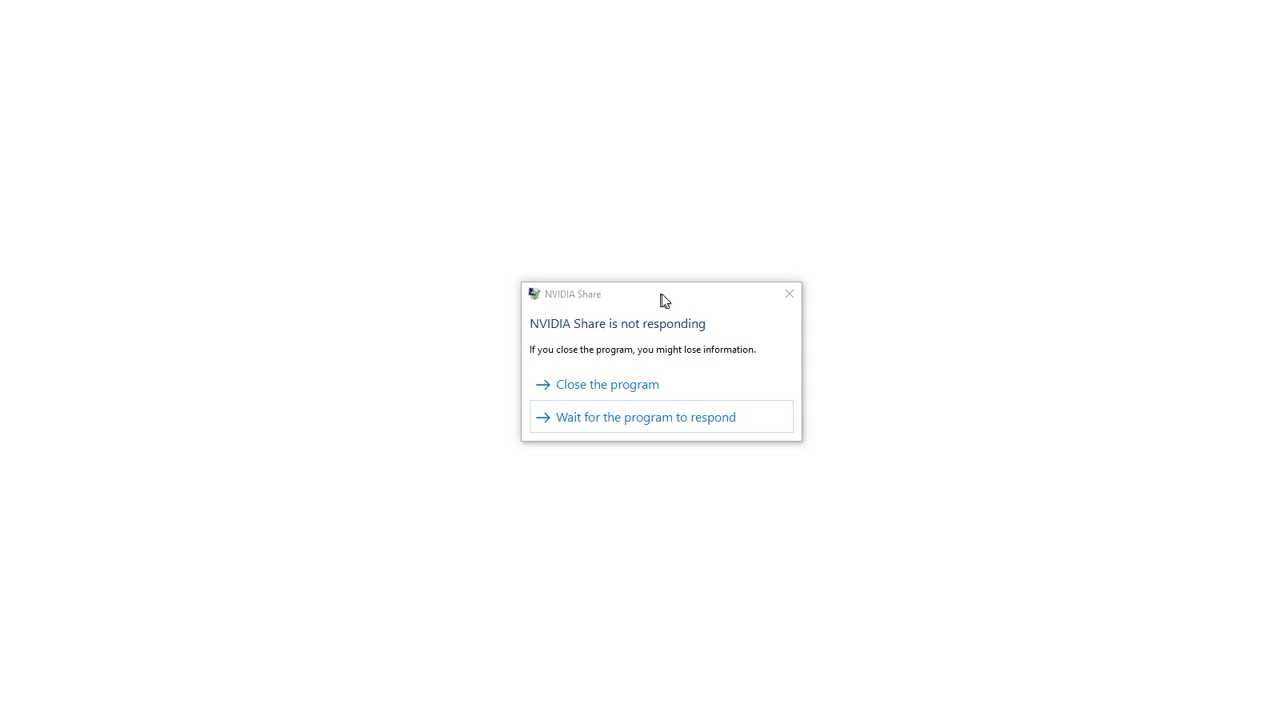 NVIDIA Share
NVIDIA Share is not responding
If you close the program, you might lose information.
Close the program
Wait for the program to respond